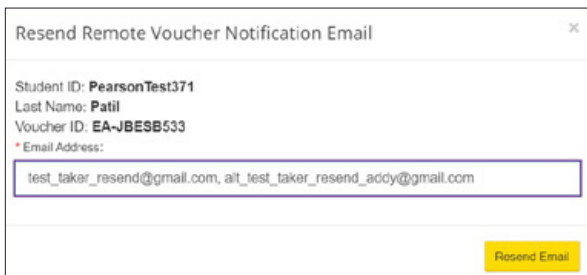 Resend Remote Voucher Notification Email ×
Student ID: PearsonTest371
Last Name: Patil
Voucher ID: EA-JBESB533
* Email Address:
test_taker_resend@gmail.com, alt_test_taker_resend_addy@gmail.com
Resend Email